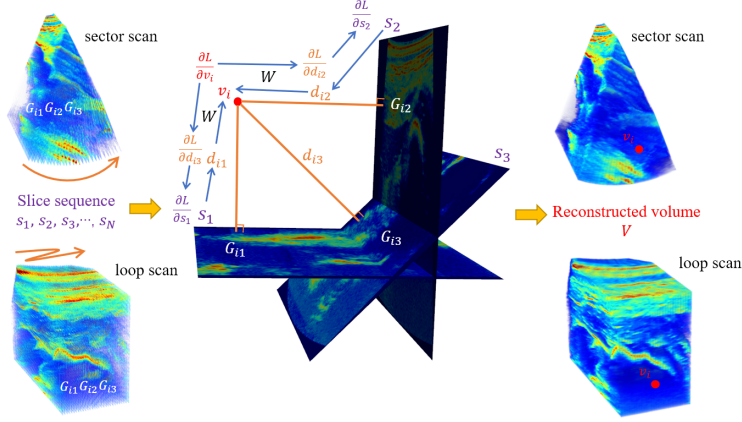 sector scan
G_{i1}G_{i2}G_{i3}
Slice sequence
s_1, s_2, s_3,⋯, s_N
loop scan
G_{i1}G_{i2}G_{i3}
∂L/∂s_2
s_2
∂L/∂v_i
W
∂L/∂d_{i2}
v_i
d_{i2}
G_{i2}
W
∂L/∂d_{i3}
d_{i1}
d_{i3}
s_3
∂L/∂s_1
s_1
G_{i1}
G_{i3}
sector scan
v_i
Reconstructed volume
V
loop scan
v_i